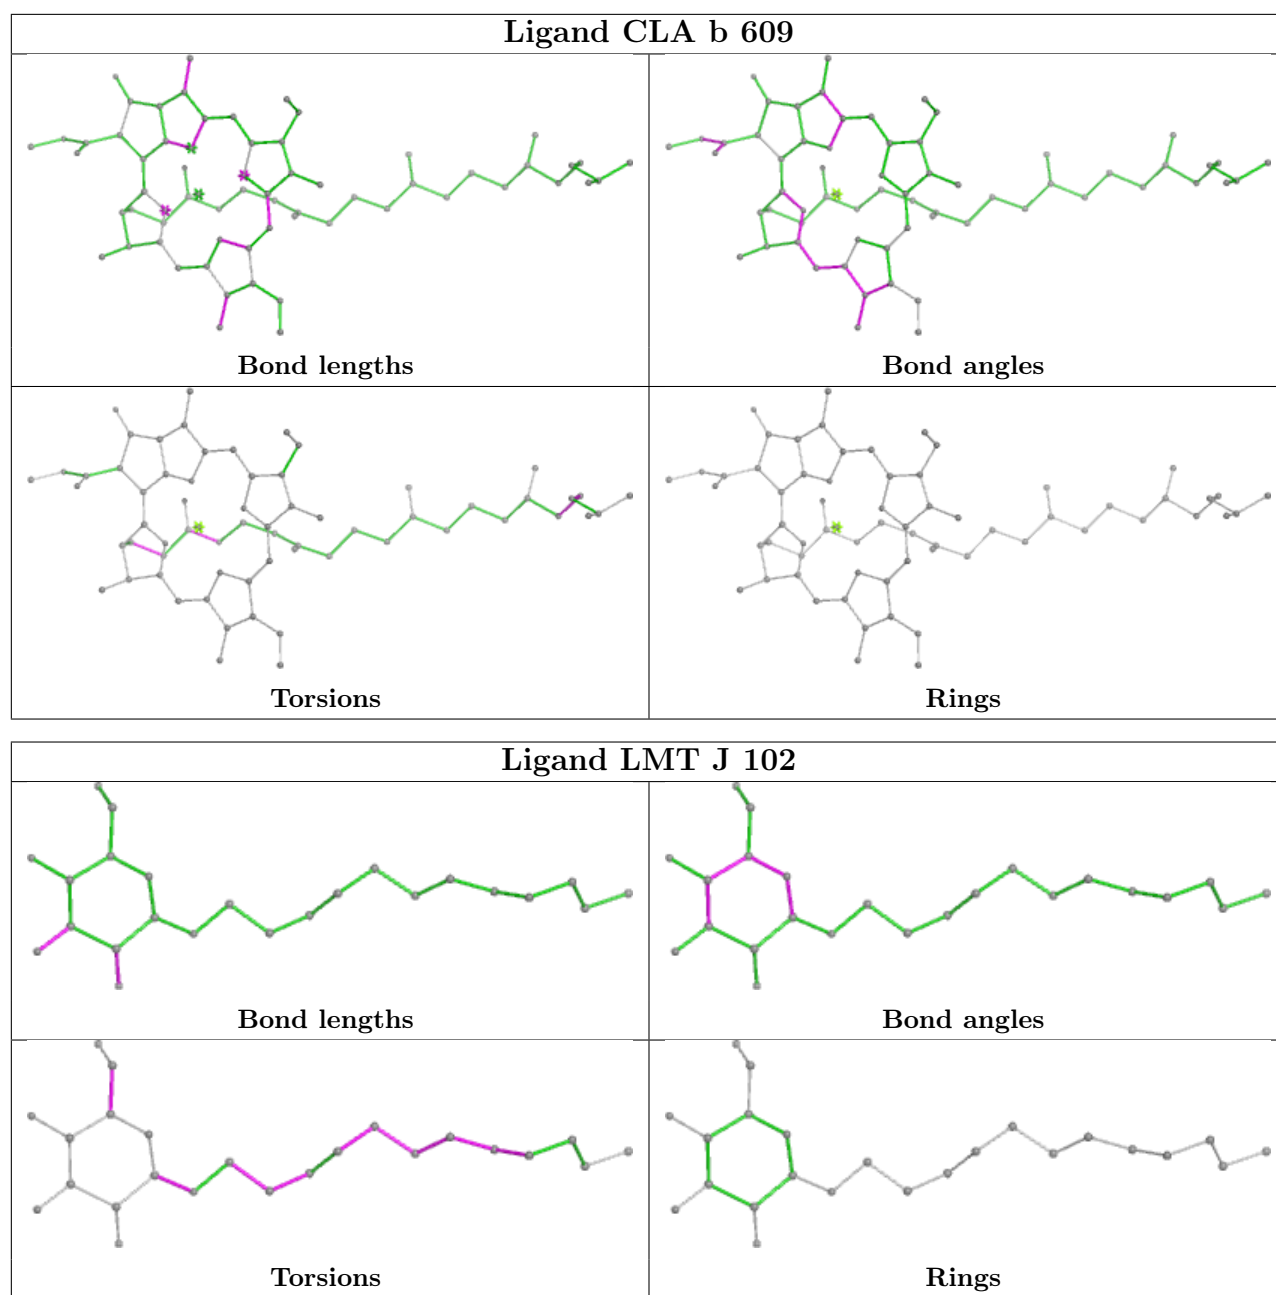 Ligand CLA b 609
Bond lengths
Bond angles
Torsions
Rings
Ligand LMT J 102
Bond lengths
Bond angles
Torsions
Rings